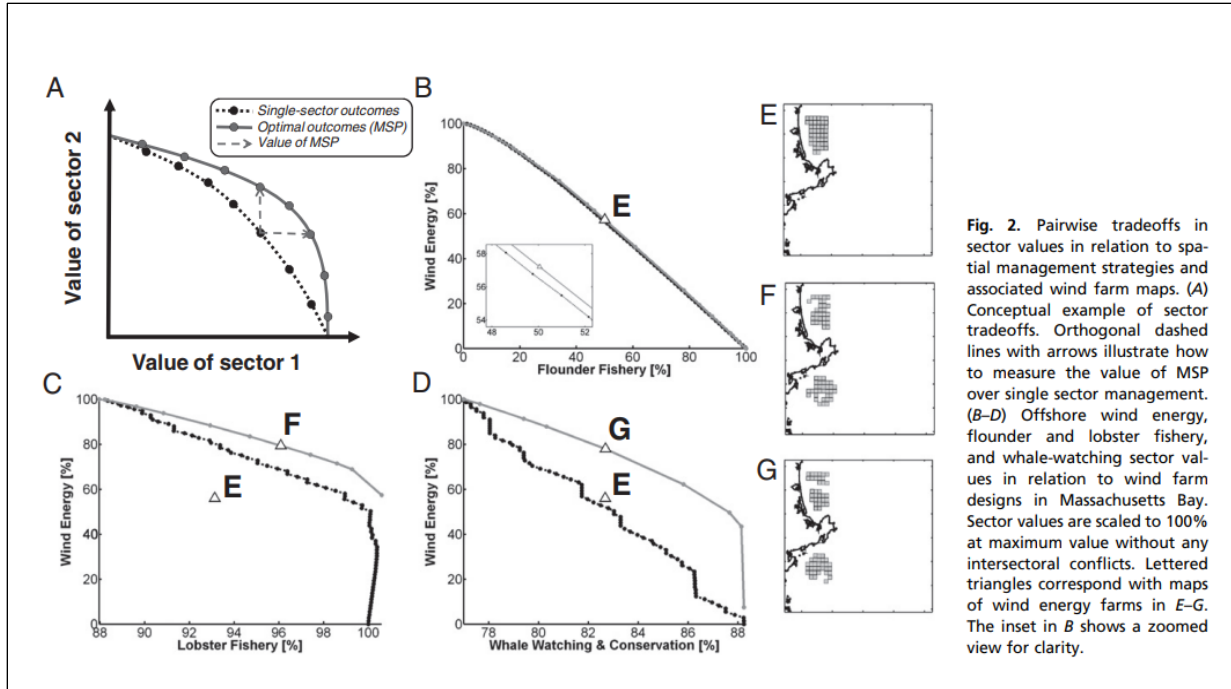 A
Value of sector 2
Value of sector 1
Single-sector outcomes
Optimal outcomes (MSP)
Value of MSP
B
Wind Energy [%]
100
80
60
40
20
0
E
58
56
54
48 50 52
0 20 40 60 80 100
Flounder Fishery [%]
C
Wind Energy [%]
100
80
60
40
20
0
F
E
88 90 92 94 96 98 100
Lobster Fishery [%]
D
Wind Energy [%]
100
80
60
40
20
0
G
E
78 80 82 84 86 88
Whale Watching & Conservation [%]
E
F
G
Fig. 2. Pairwise tradeoffs in
sector values in relation to spa-
tial management strategies and
associated wind farm maps. (A)
Conceptual example of sector
tradeoffs. Orthogonal dashed
lines with arrows illustrate how
to measure the value of MSP
over single sector management.
(B–D) Offshore wind energy,
flounder and lobster fishery,
and whale-watching sector val-
ues in relation to wind farm
designs in Massachusetts Bay.
Sector values are scaled to 100%
at maximum value without any
intersectoral conflicts. Lettered
triangles correspond with maps
of wind energy farms in E–G.
The inset in B shows a zoomed
view for clarity.